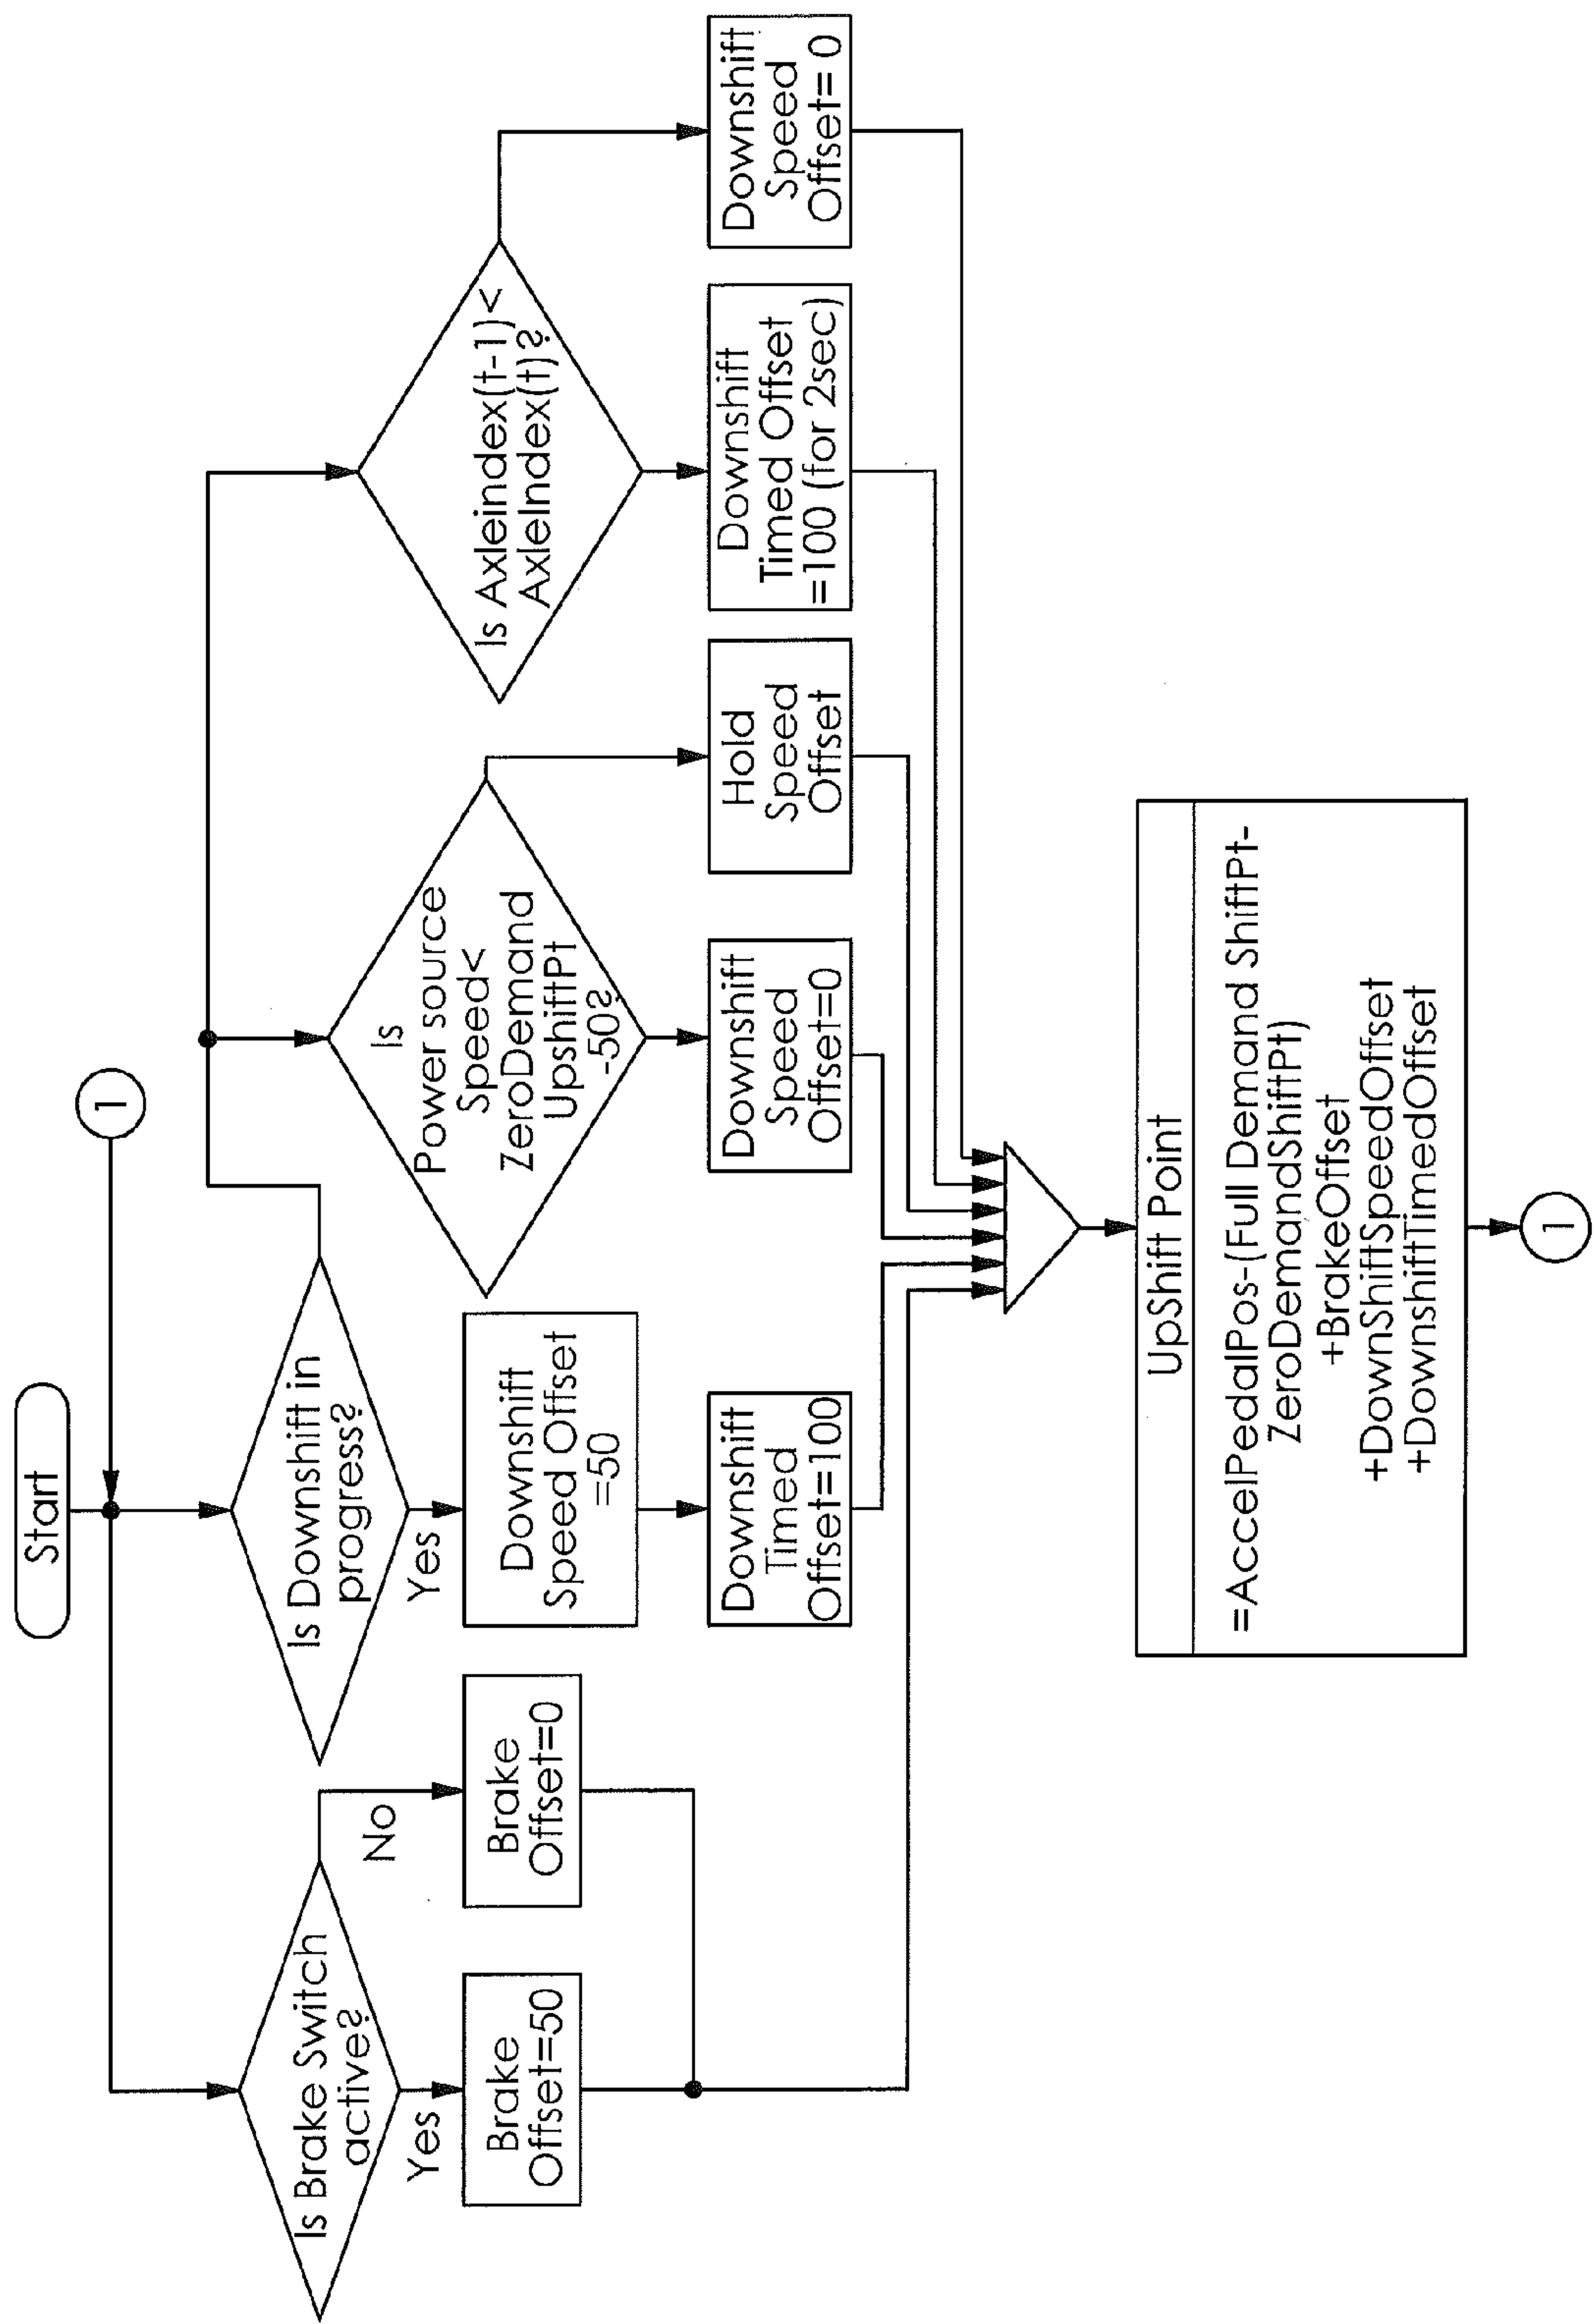 Start
1
Is Brake Switch
active?
Yes
No
Brake
Offset=50
Brake
Offset=0
Is Downshift in
progress?
Yes
Downshift
Speed Offset
=50
Downshift
Timed
Offset=100
Is
Power source
Speed<
ZeroDemand
UpshiftPt
-50?
Downshift
Speed
Offset=0
Hold
Speed
Offset
Is Axleindex(t-1)<
AxleIndex(t)?
Downshift
Timed Offset
=100 (for 2sec)
Downshift
Speed
Offset= 0
UpShift Point
=AccelPedalPos-(Full Demand ShiftPt-
ZeroDemandShiftPt)
+BrakeOffset
+DownShiftSpeedOffset
+DownshiftTimedOffset
1